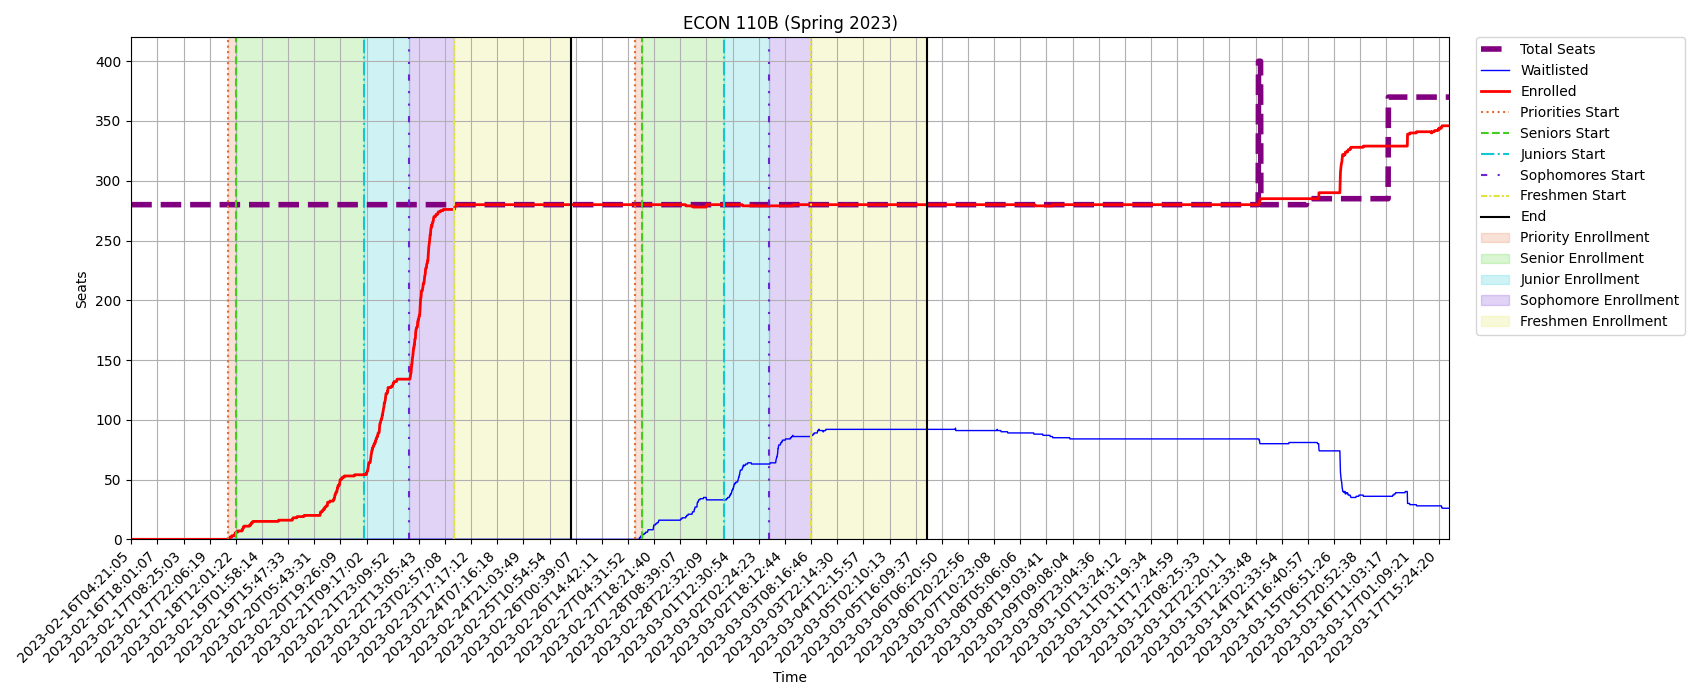 ECON 110B (Spring 2023)
Seats
400
350
300
250
200
150
100
50
0
2023-02-16T04:21:05
2023-02-16T18:01:07
2023-02-17T08:25:03
2023-02-17T22:06:19
2023-02-18T12:01:22
2023-02-19T01:58:14
2023-02-19T15:47:33
2023-02-20T05:43:31
2023-02-20T19:26:09
2023-02-21T09:17:02
2023-02-21T23:09:52
2023-02-22T13:05:43
2023-02-23T02:57:08
2023-02-23T17:12:12
2023-02-24T07:16:18
2023-02-24T21:03:49
2023-02-25T10:54:54
2023-02-26T00:39:07
2023-02-26T14:42:11
2023-02-27T04:31:52
2023-02-27T18:21:40
2023-02-28T08:39:07
2023-02-28T22:32:09
2023-03-01T12:30:54
2023-03-02T02:24:23
2023-03-02T18:12:44
2023-03-03T08:16:46
2023-03-03T22:14:30
2023-03-04T12:15:57
2023-03-05T02:10:13
2023-03-05T16:09:37
2023-03-06T06:20:50
2023-03-06T20:22:56
2023-03-07T10:23:08
2023-03-08T05:06:06
2023-03-08T19:03:41
2023-03-09T09:08:04
2023-03-09T23:04:36
2023-03-10T13:24:12
2023-03-11T03:19:34
2023-03-11T17:24:59
2023-03-12T08:25:33
2023-03-12T22:20:11
2023-03-13T12:33:48
2023-03-14T02:33:54
2023-03-14T16:40:57
2023-03-15T06:51:26
2023-03-15T20:52:38
2023-03-16T11:03:17
2023-03-17T01:09:21
2023-03-17T15:24:20
Time
Total Seats
Waitlisted
Enrolled
Priorities Start
Seniors Start
Juniors Start
Sophomores Start
Freshmen Start
End
Priority Enrollment
Senior Enrollment
Junior Enrollment
Sophomore Enrollment
Freshmen Enrollment